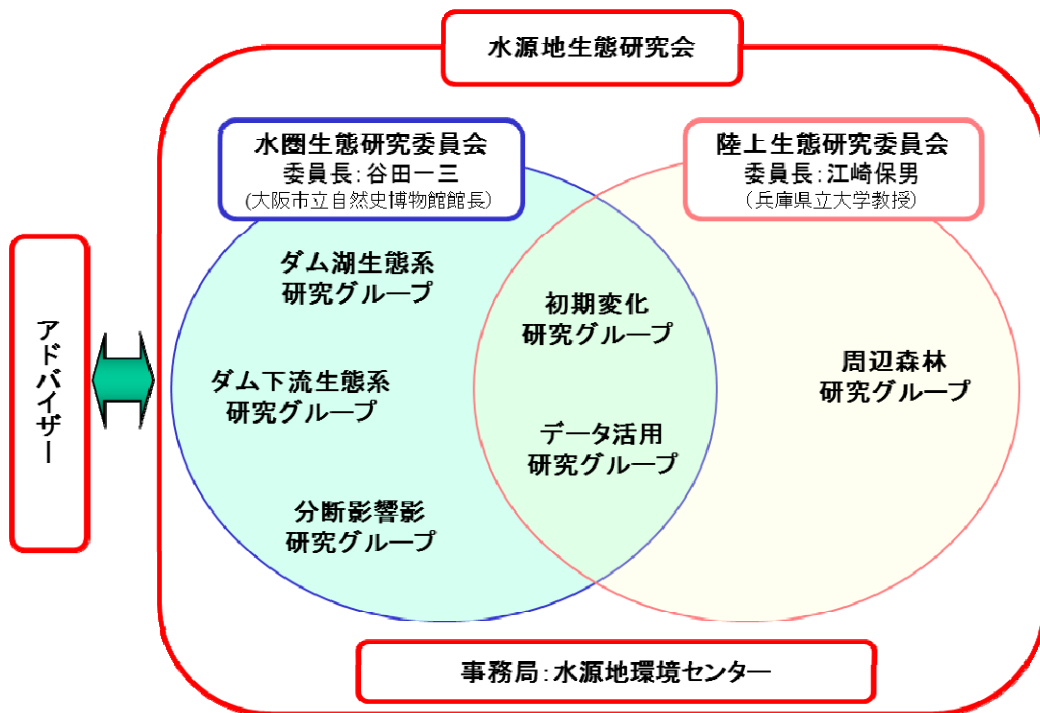 水源地生態研究会
水圏生態研究委員会
委員長：谷田一三
(大阪市立自然史博物館館長)
陸上生態研究委員会
委員長：江崎保男
（兵庫県立大学教授）
アドバイザー
ダム湖生態系
研究グループ
ダム下流生態系
研究グループ
分断影響影
研究グループ
初期変化
研究グループ
データ活用
研究グループ
周辺森林
研究グループ
事務局：水源地環境センター